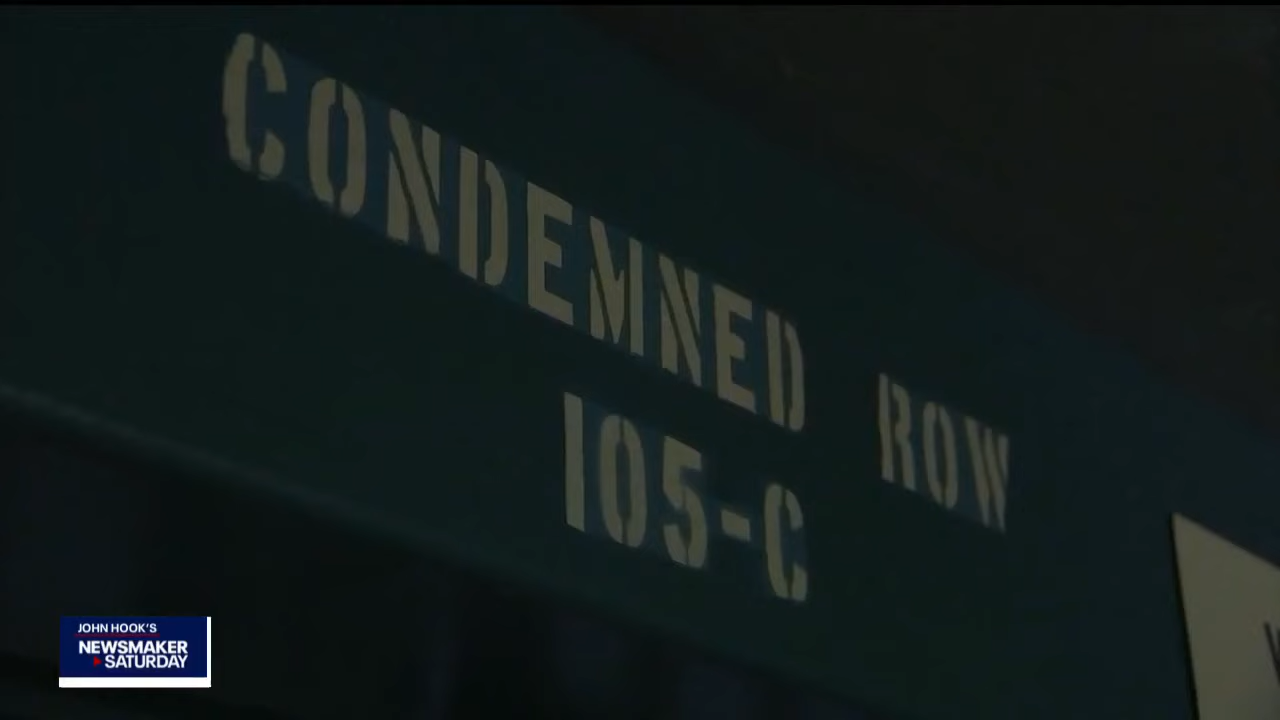 CONDEMNED ROW
105-C
JOHN HOOK'S
NEWSMAKER
SATURDAY